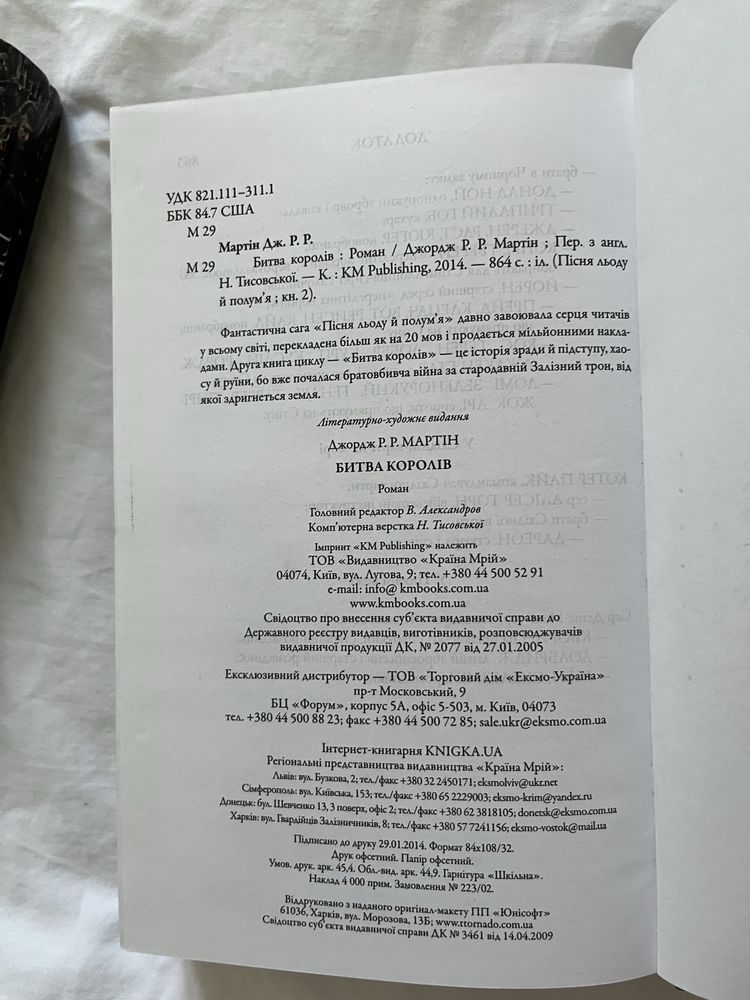 УДК 821.111–311.1
ББК 84.7 США
М 29
Мартін Дж. Р. Р.
М 29
Битва королів : Роман / Джордж Р. Р. Мартін ; Пер. з англ.
Н. Тисовської. — К. : KM Publishing, 2014. — 864 с. : іл. (Пісня льоду
й полум’я ; кн. 2).
Фантастична сага «Пісня льоду й полум’я» давно завоювала серця читачів
у всьому світі, перекладена більш як на 20 мов і продається мільйонними накла-
дами. Друга книга циклу — «Битва королів» — це історія зради й підступу, хао-
су й руїни, бо вже почалася братовбивча війна за стародавній Залізний трон, від
якої здригнеться земля.
Літературно-художнє видання
Джордж Р. Р. МАРТІН
БИТВА КОРОЛІВ
Роман
Головний редактор В. Александров
Комп’ютерна верстка Н. Тисовської
Імпринт «KM Publishing» належить
ТОВ «Видавництво «Країна Мрій»
04074, Київ, вул. Лугова, 9; тел. +380 44 500 52 91
e-mail: info@ kmbooks.com.ua
www.kmbooks.com.ua
Свідоцтво про внесення суб’єкта видавничої справи до
Державного реєстру видавців, виготівників, розповсюджувачів
видавничої продукції ДК, № 2077 від 27.01.2005
Ексклюзивний дистрибутор — ТОВ «Торговий дім «Ексмо-Україна»
пр-т Московський, 9
БЦ «Форум», корпус 5А, офіс 5-503, м. Київ, 04073
тел. +380 44 500 88 23; факс +380 44 500 72 85; sale.ukr@eksmo.com.ua
Інтернет-книгарня KNIGKA.UA
Регіональні представництва видавництва «Країна Мрій»:
Львів: вул. Бузкова, 2; тел./факс +380 32 2450171; eksmolviv@ukr.net
Сімферополь: вул. Київська, 153; тел./факс +380 65 2229003; eksmo-krim@yandex.ru
Донецьк: бул. Шевченко 13, 3 поверх, офіс 2; тел./факс +380 62 3818105; donetsk@eksmo.com.ua
Харків: вул. Гвардійців Залізничників, 8; тел./факс +380 57 7241156; eksmo-vostok@mail.ua
Підписано до друку 29.01.2014. Формат 84х108/32.
Друк офсетний. Папір офсетний.
Умов. друк. арк. 45,4. Обл.-вид. арк. 44,9. Гарнітура «Шкільна».
Наклад 4 000 прим. Замовлення № 223/02.
Віддруковано з наданого оригінал-макету ПП «Юнісофт»
61036, Харків, вул. Морозова, 13Б; www.ttornado.com.ua
Свідоцтво суб’єкта видавничої справи ДК № 3461 від 14.04.2009